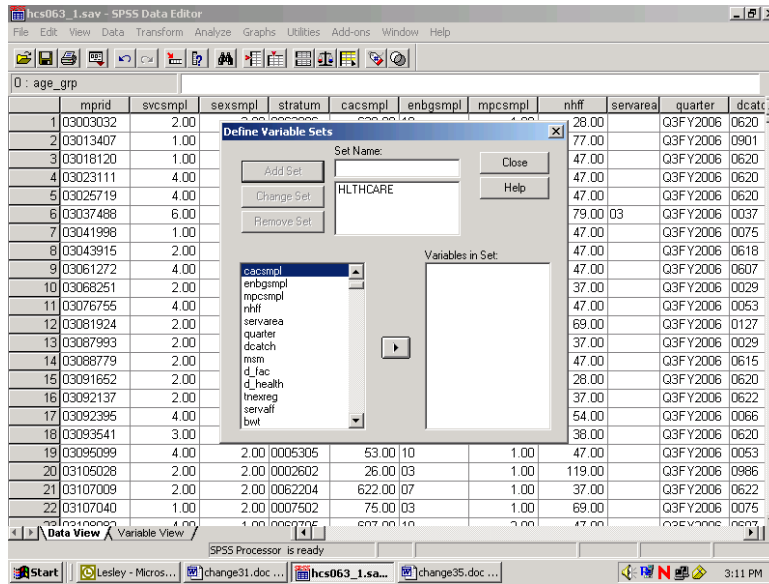 hcs063_1.sav - SPSS Data Editor
File Edit View Data Transform Analyze Graphs Utilities Add-ons Window Help
0 : age_grp
mprid svcsmpl sexsmpl stratum cacsmpl enbgsmpl mpcsmpl nhff servarea quarter dcatc
1 03003032 2.00 28.00 Q3FY2006 0620
2 03013407 1.00 77.00 Q3FY2006 0901
3 03018120 1.00 47.00 Q3FY2006 0620
4 03023111 4.00 47.00 Q3FY2006 0620
5 03025719 4.00 47.00 Q3FY2006 0620
6 03037488 6.00 79.00 03 Q3FY2006 0037
7 03041998 1.00 47.00 Q3FY2006 0075
8 03043915 2.00 47.00 Q3FY2006 0618
9 03061272 4.00 47.00 Q3FY2006 0607
10 03068251 2.00 37.00 Q3FY2006 0029
11 03076755 4.00 47.00 Q3FY2006 0053
12 03081924 2.00 69.00 Q3FY2006 0127
13 03087993 2.00 37.00 Q3FY2006 0029
14 03088779 2.00 47.00 Q3FY2006 0615
15 03091652 2.00 28.00 Q3FY2006 0620
16 03092137 2.00 37.00 Q3FY2006 0622
17 03092395 4.00 54.00 Q3FY2006 0066
18 03093541 3.00 38.00 Q3FY2006 0620
19 03095099 4.00 2.00 0005305 53.00 10 1.00 47.00 Q3FY2006 0053
20 03105028 2.00 2.00 0002602 26.00 03 1.00 119.00 Q3FY2006 0986
21 03107009 2.00 2.00 0062204 622.00 07 1.00 37.00 Q3FY2006 0622
22 03107040 1.00 2.00 0007502 75.00 03 1.00 69.00 Q3FY2006 0075
Define Variable Sets
Set Name:
Add Set
Change Set
Remove Set
HLTHCARE
Close
Help
Variables in Set:
cacsmpl
enbgsmpl
mpcsmpl
nhff
servarea
quarter
dcatch
msm
d_fac
d_health
tnexreg
servaff
bwt
Data View Variable View
SPSS Processor is ready
Start Lesley - Micros... change31.doc ... hcs063_1.sa... change35.doc ... 3:11 PM